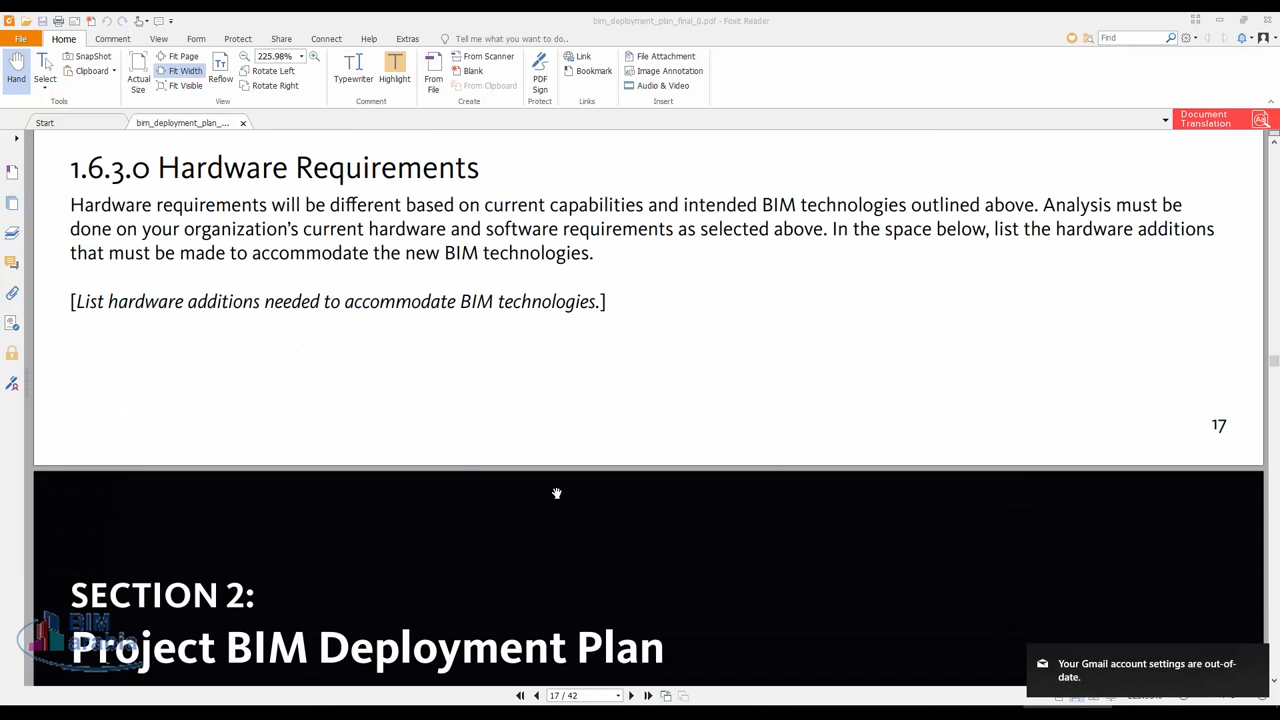 bim_deployment_plan_final_0.pdf - Foxit Reader
File Home Comment View Form Protect Share Connect Help Extras Tell me what you want to do.. Find
Hand
Select
SnapShot
Clipboard
Tools
Actual Size
Fit Page
Fit Width
Fit Visible
Reflow
225.98%
Rotate Left
Rotate Right
View
Typewriter
Highlight
Comment
From File
From Scanner
Blank
From Clipboard
Create
PDF Sign
Protect
Link
Bookmark
Links
File Attachment
Image Annotation
Audio & Video
Insert
Start bim_deployment_plan_...
Document Translation
1.6.3.0 Hardware Requirements
Hardware requirements will be different based on current capabilities and intended BIM technologies outlined above. Analysis must be
done on your organization's current hardware and software requirements as selected above. In the space below, list the hardware additions
that must be made to accommodate the new BIM technologies.
[List hardware additions needed to accommodate BIM technologies.]
17
SECTION 2:
Project BIM Deployment Plan
BIM
arabia
Your Gmail account settings are out-of-
date.
17 / 42